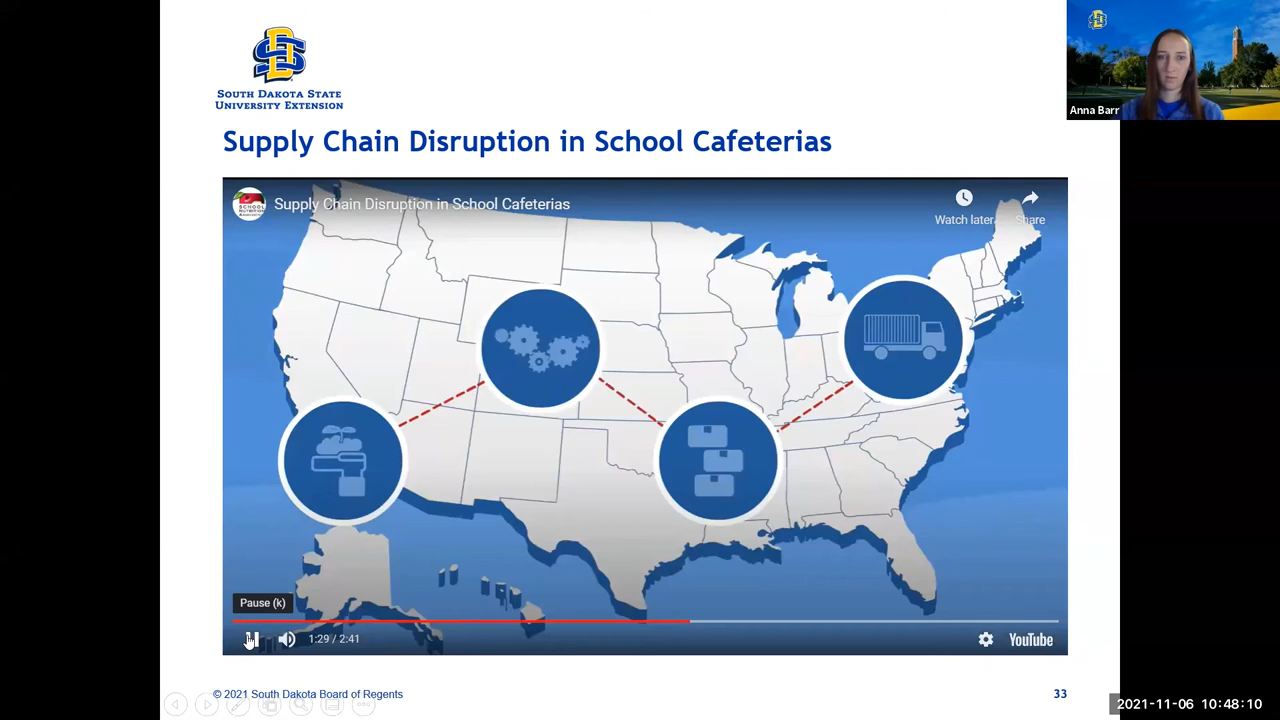 SOUTH DAKOTA STATE
UNIVERSITY EXTENSION
Anna Barr
Supply Chain Disruption in School Cafeterias
SCHOOL
NUTRITION
Supply Chain Disruption in School Cafeterias
Watch later
Share
Pause (k)
1:29 / 2:41
YouTube
© 2021 South Dakota Board of Regents
33
2021-11-06 10:48:10